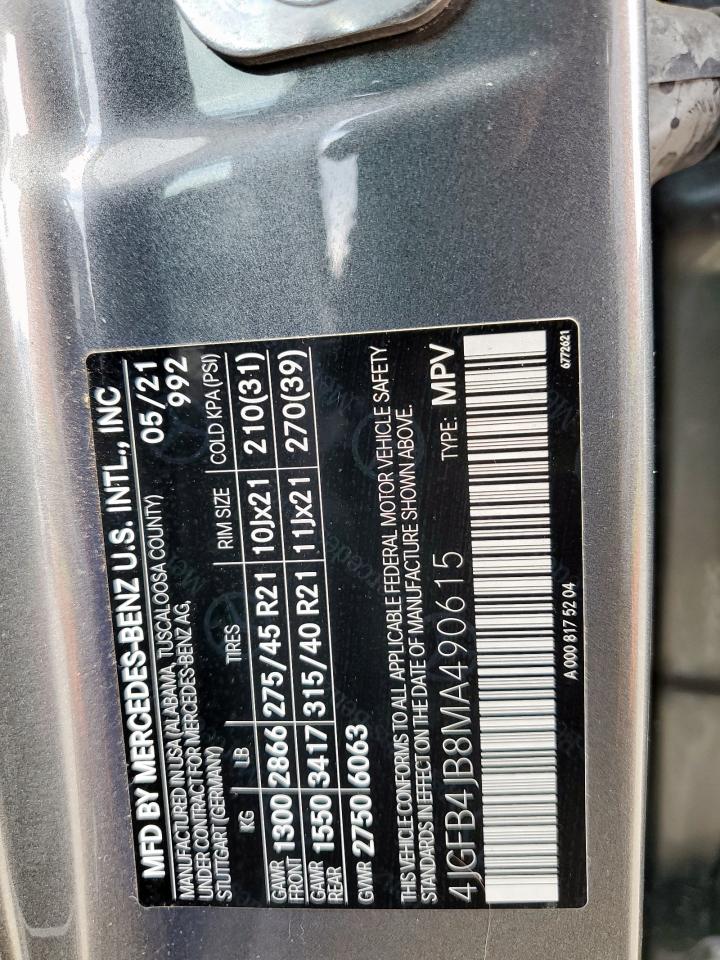 MFD BY MERCEDES-BENZ U.S. INTL., INC
MANUFACTURED IN USA (ALABAMA, TUSCALOOSA COUNTY) 05/21
UNDER CONTRACT FOR MERCEDES-BENZ AG, 992
STUTTGART (GERMANY)
KG LB TIRES RIM SIZE COLD KPA (PSI)
GAWR FRONT 1300 2866 275/45 R21 10Jx21 210(31)
GAWR REAR 1550 3417 315/40 R21 11Jx21 270(39)
GVWR 2750 6063
THIS VEHICLE CONFORMS TO ALL APPLICABLE FEDERAL MOTOR VEHICLE SAFETY
STANDARDS IN EFFECT ON THE DATE OF MANUFACTURE SHOWN ABOVE.
4JGFB4JB8MA490615 TYPE: MPV
A 000 817 52 04 6772621